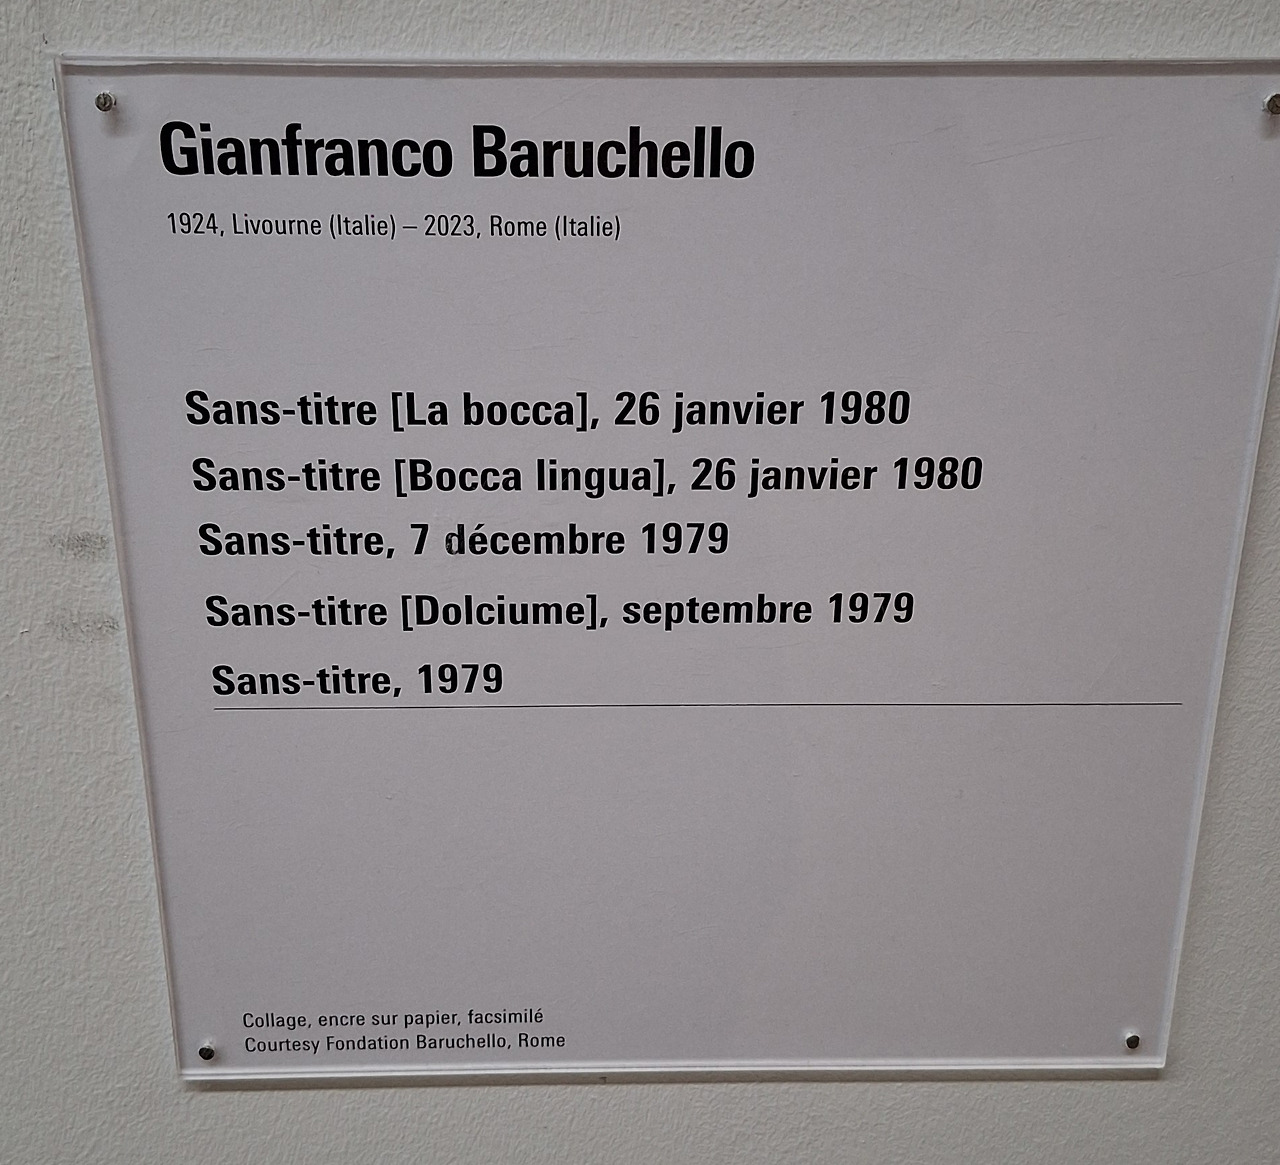 Gianfranco Baruchello
1924, Livourne (Italie) – 2023, Rome (Italie)
Sans-titre [La bocca], 26 janvier 1980
Sans-titre [Bocca lingua], 26 janvier 1980
Sans-titre, 7 décembre 1979
Sans-titre [Dolciume], septembre 1979
Sans-titre, 1979
Collage, encre sur papier, facsimilé
Courtesy Fondation Baruchello, Rome